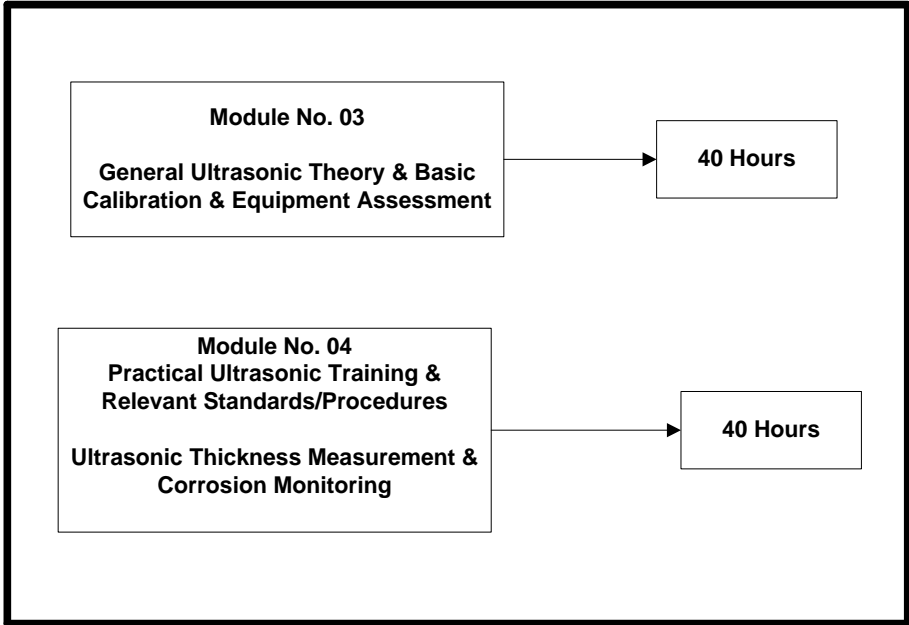 Module No. 03
General Ultrasonic Theory & Basic
Calibration & Equipment Assessment
40 Hours
Module No. 04
Practical Ultrasonic Training &
Relevant Standards/Procedures
Ultrasonic Thickness Measurement &
Corrosion Monitoring
40 Hours